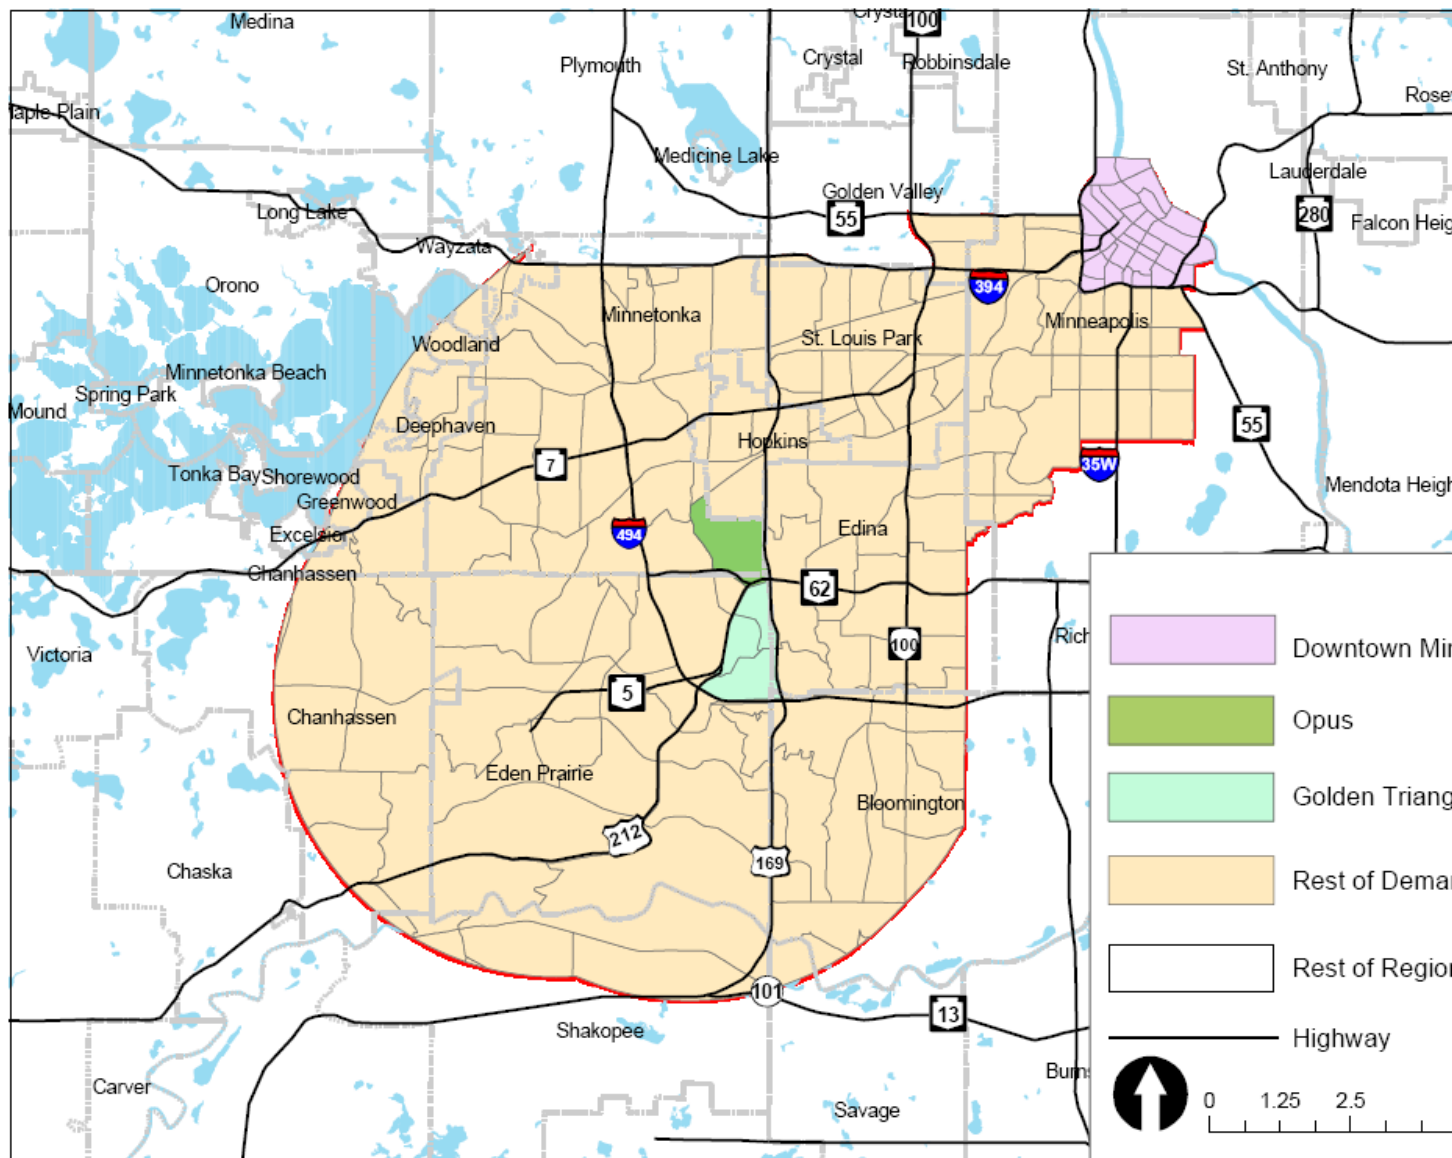 Medina
Crystal
100
Plymouth
Crystal
Robbinsdale
St. Anthony
Maple Plain
Rose
Medicine Lake
Lauderdale
Golden Valley
Long Lake
55
280
Falcon Heig
Wayzata
Orono
394
Minnetonka
Minneapolis
St. Louis Park
Woodland
Minnetonka Beach
Spring Park
Mound
Deephaven
55
Hopkins
7
35W
Tonka Bay
Shorewood
Mendota Heigh
Greenwood
494
Edina
Excelsior
Chanhassen
62
Rich
100
Victoria
5
Chanhassen
Eden Prairie
Bloomington
212
169
Chaska
101
13
Shakopee
Burns
Carver
Savage
Downtown Min
Opus
Golden Triang
Rest of Deman
Rest of Region
Highway
0 1.25 2.5